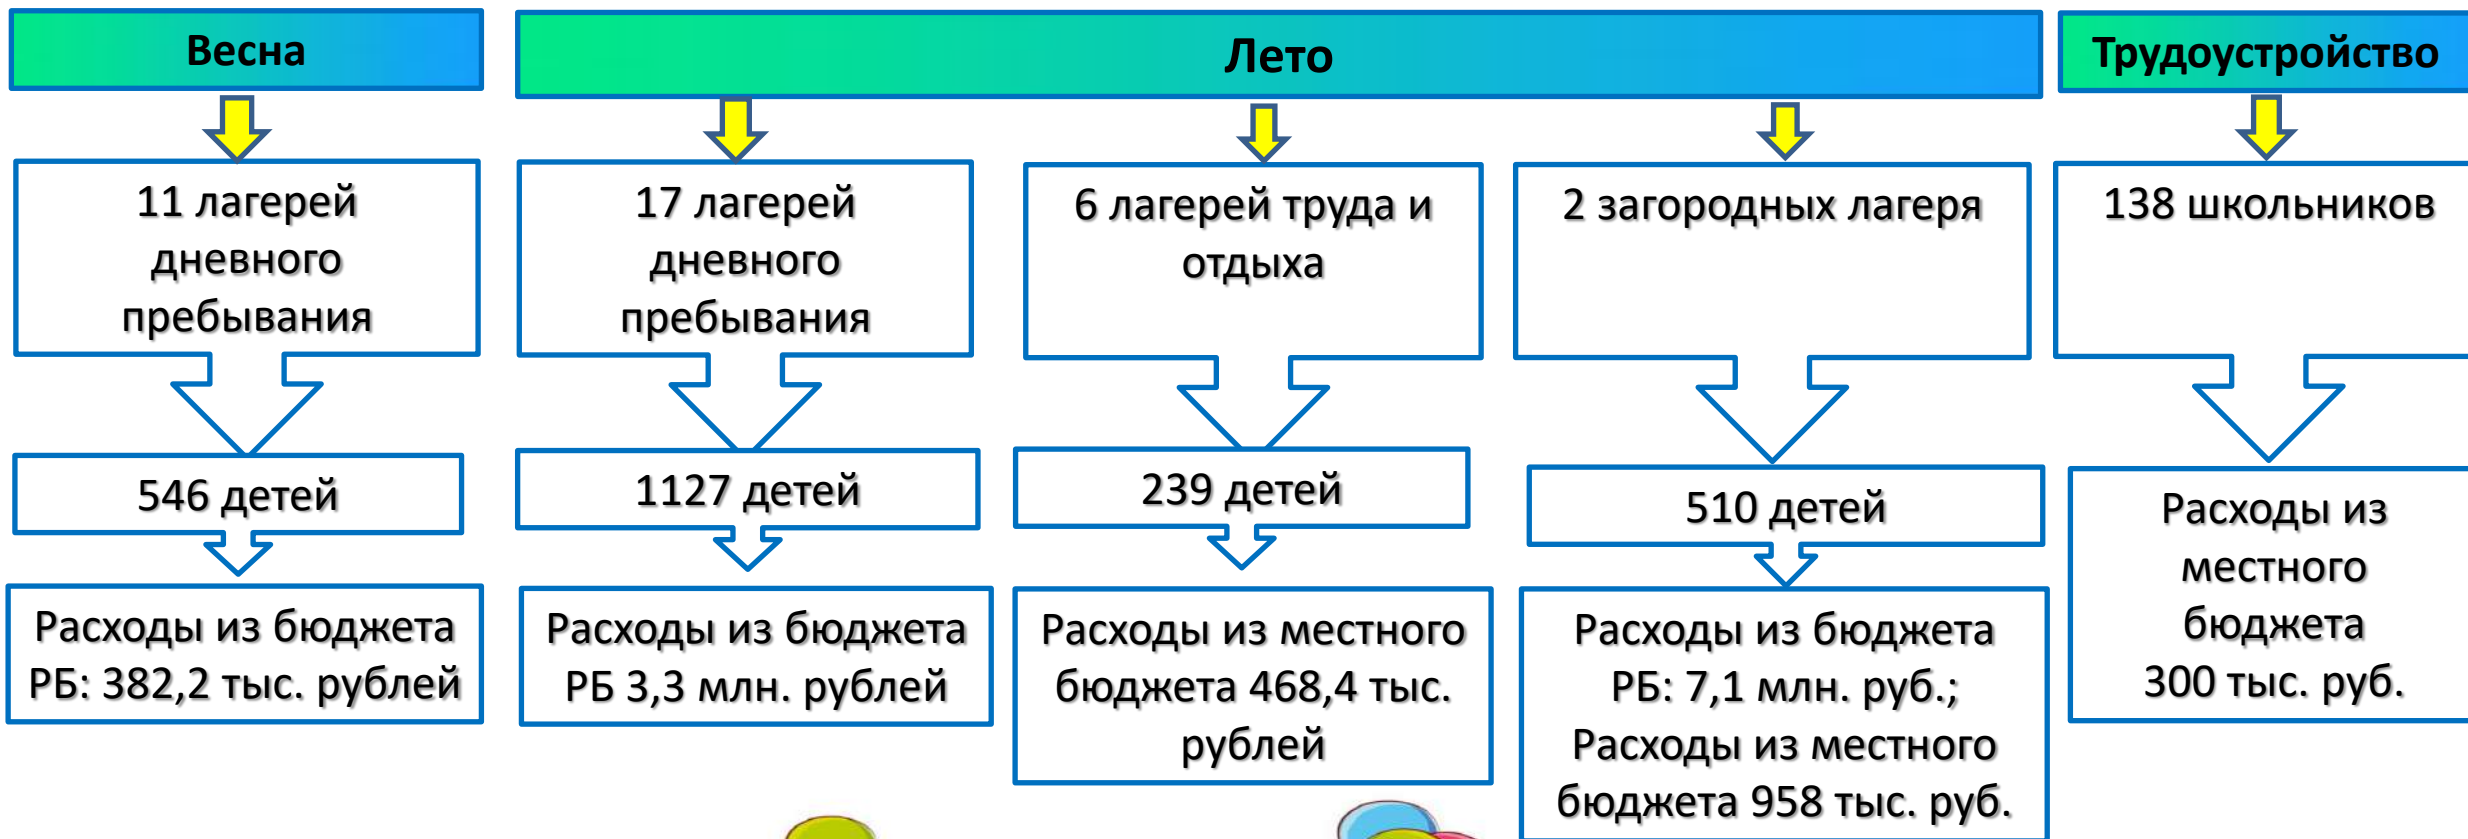 Весна
11 лагерей
дневного
пребывания
546 детей
Расходы из бюджета
РБ: 382,2 тыс. рублей
Лето
17 лагерей
дневного
пребывания
1127 детей
Расходы из бюджета
РБ 3,3 млн. рублей
6 лагерей труда и
отдыха
239 детей
Расходы из местного
бюджета 468,4 тыс.
рублей
2 загородных лагеря
510 детей
Расходы из бюджета
РБ: 7,1 млн. руб.;
Расходы из местного
бюджета 958 тыс. руб.
Трудоустройство
138 школьников
Расходы из
местного
бюджета
300 тыс. руб.